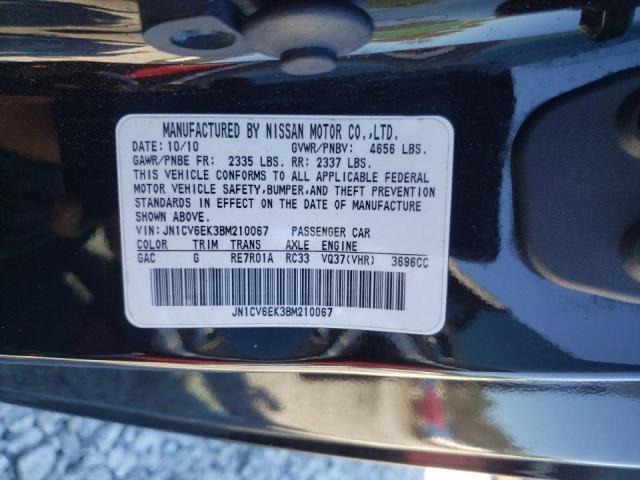 MANUFACTURED BY NISSAN MOTOR CO.,LTD.
DATE: 10/10 GVWR/PNBV: 4656 LBS.
GAWR/PNBE FR: 2335 LBS. RR: 2337 LBS.
THIS VEHICLE CONFORMS TO ALL APPLICABLE FEDERAL
MOTOR VEHICLE SAFETY,BUMPER,AND THEFT PREVENTION
STANDARDS IN EFFECT ON THE DATE OF MANUFACTURE
SHOWN ABOVE.
VIN: JN1CV6EK3BM210067 PASSENGER CAR
COLOR TRIM TRANS AXLE ENGINE
GAC G RE7R01A RC33 VQ37(VHR) 3696CC
JN1CV6EK3BM210067